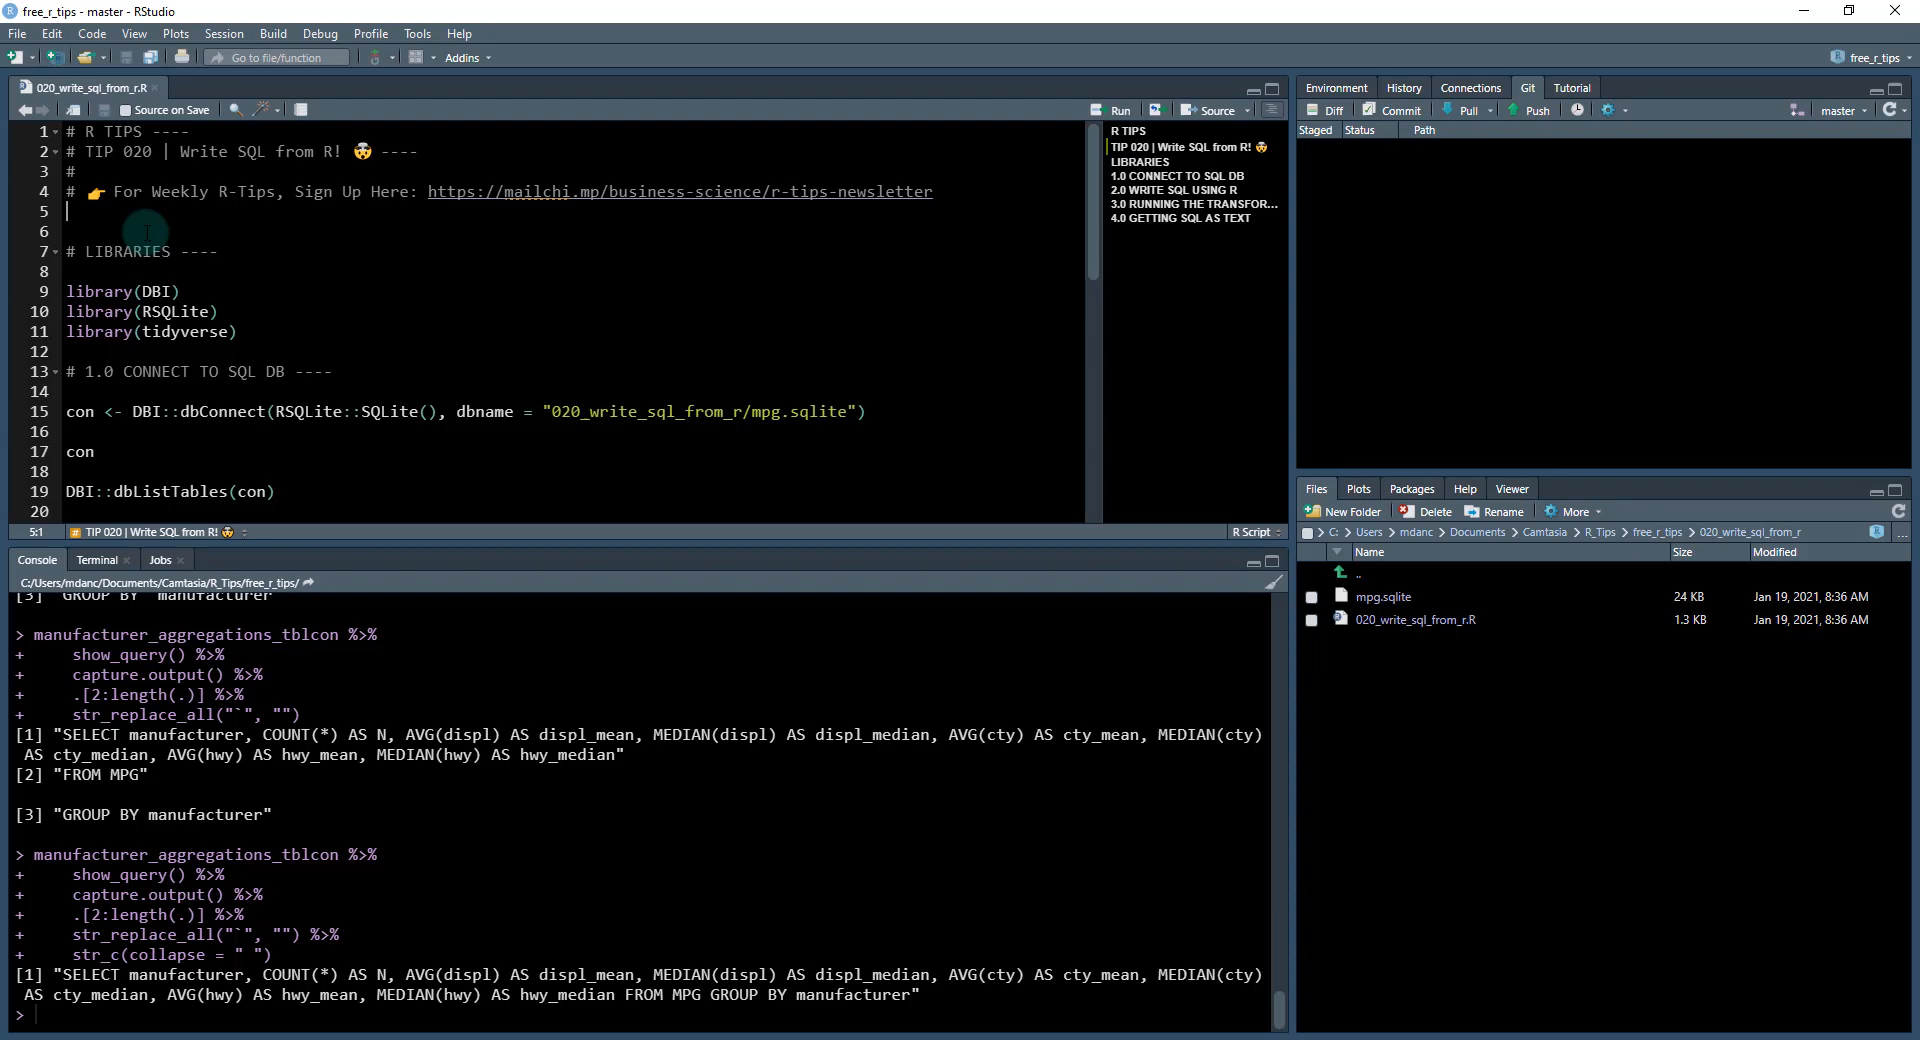 free_r_tips - master - RStudio
File Edit Code View Plots Session Build Debug Profile Tools Help
Go to file/function Addins free_r_tips
020_write_sql_from_r.R
Source on Save Run Source
1 # R TIPS ----
2 # TIP 020 | Write SQL from R! 🤯 ----
3 #
4 # 👉 For Weekly R-Tips, Sign Up Here: https://mailchi.mp/business-science/r-tips-newsletter
5
6
7 # LIBRARIES ----
8
9 library(DBI)
10 library(RSQLite)
11 library(tidyverse)
12
13 # 1.0 CONNECT TO SQL DB ----
14
15 con <- DBI::dbConnect(RSQLite::SQLite(), dbname = "020_write_sql_from_r/mpg.sqlite")
16
17 con
18
19 DBI::dbListTables(con)
20
5:1 # TIP 020 | Write SQL from R! 🤯 R Script
R TIPS
TIP 020 | Write SQL from R! 🤯
LIBRARIES
1.0 CONNECT TO SQL DB
2.0 WRITE SQL USING R
3.0 RUNNING THE TRANSFOR...
4.0 GETTING SQL AS TEXT
Console Terminal Jobs
C:/Users/mdanc/Documents/Camtasia/R_Tips/free_r_tips/
[3] "GROUP BY `manufacturer`"
> manufacturer_aggregations_tblcon %>%
+     show_query() %>%
+     capture.output() %>%
+     .[2:length(.)] %>%
+     str_replace_all("`", "")
[1] "SELECT manufacturer, COUNT(*) AS N, AVG(displ) AS displ_mean, MEDIAN(displ) AS displ_median, AVG(cty) AS cty_mean, MEDIAN(cty)
AS cty_median, AVG(hwy) AS hwy_mean, MEDIAN(hwy) AS hwy_median"
[2] "FROM MPG"
[3] "GROUP BY manufacturer"
> manufacturer_aggregations_tblcon %>%
+     show_query() %>%
+     capture.output() %>%
+     .[2:length(.)] %>%
+     str_replace_all("`", "") %>%
+     str_c(collapse = " ")
[1] "SELECT manufacturer, COUNT(*) AS N, AVG(displ) AS displ_mean, MEDIAN(displ) AS displ_median, AVG(cty) AS cty_mean, MEDIAN(cty)
AS cty_median, AVG(hwy) AS hwy_mean, MEDIAN(hwy) AS hwy_median FROM MPG GROUP BY manufacturer"
>
Environment History Connections Git Tutorial
Diff Commit Pull Push master
Staged Status Path
Files Plots Packages Help Viewer
New Folder Delete Rename More
C: > Users > mdanc > Documents > Camtasia > R_Tips > free_r_tips > 020_write_sql_from_r ...
Name Size Modified
..
mpg.sqlite 24 KB Jan 19, 2021, 8:36 AM
020_write_sql_from_r.R 1.3 KB Jan 19, 2021, 8:36 AM